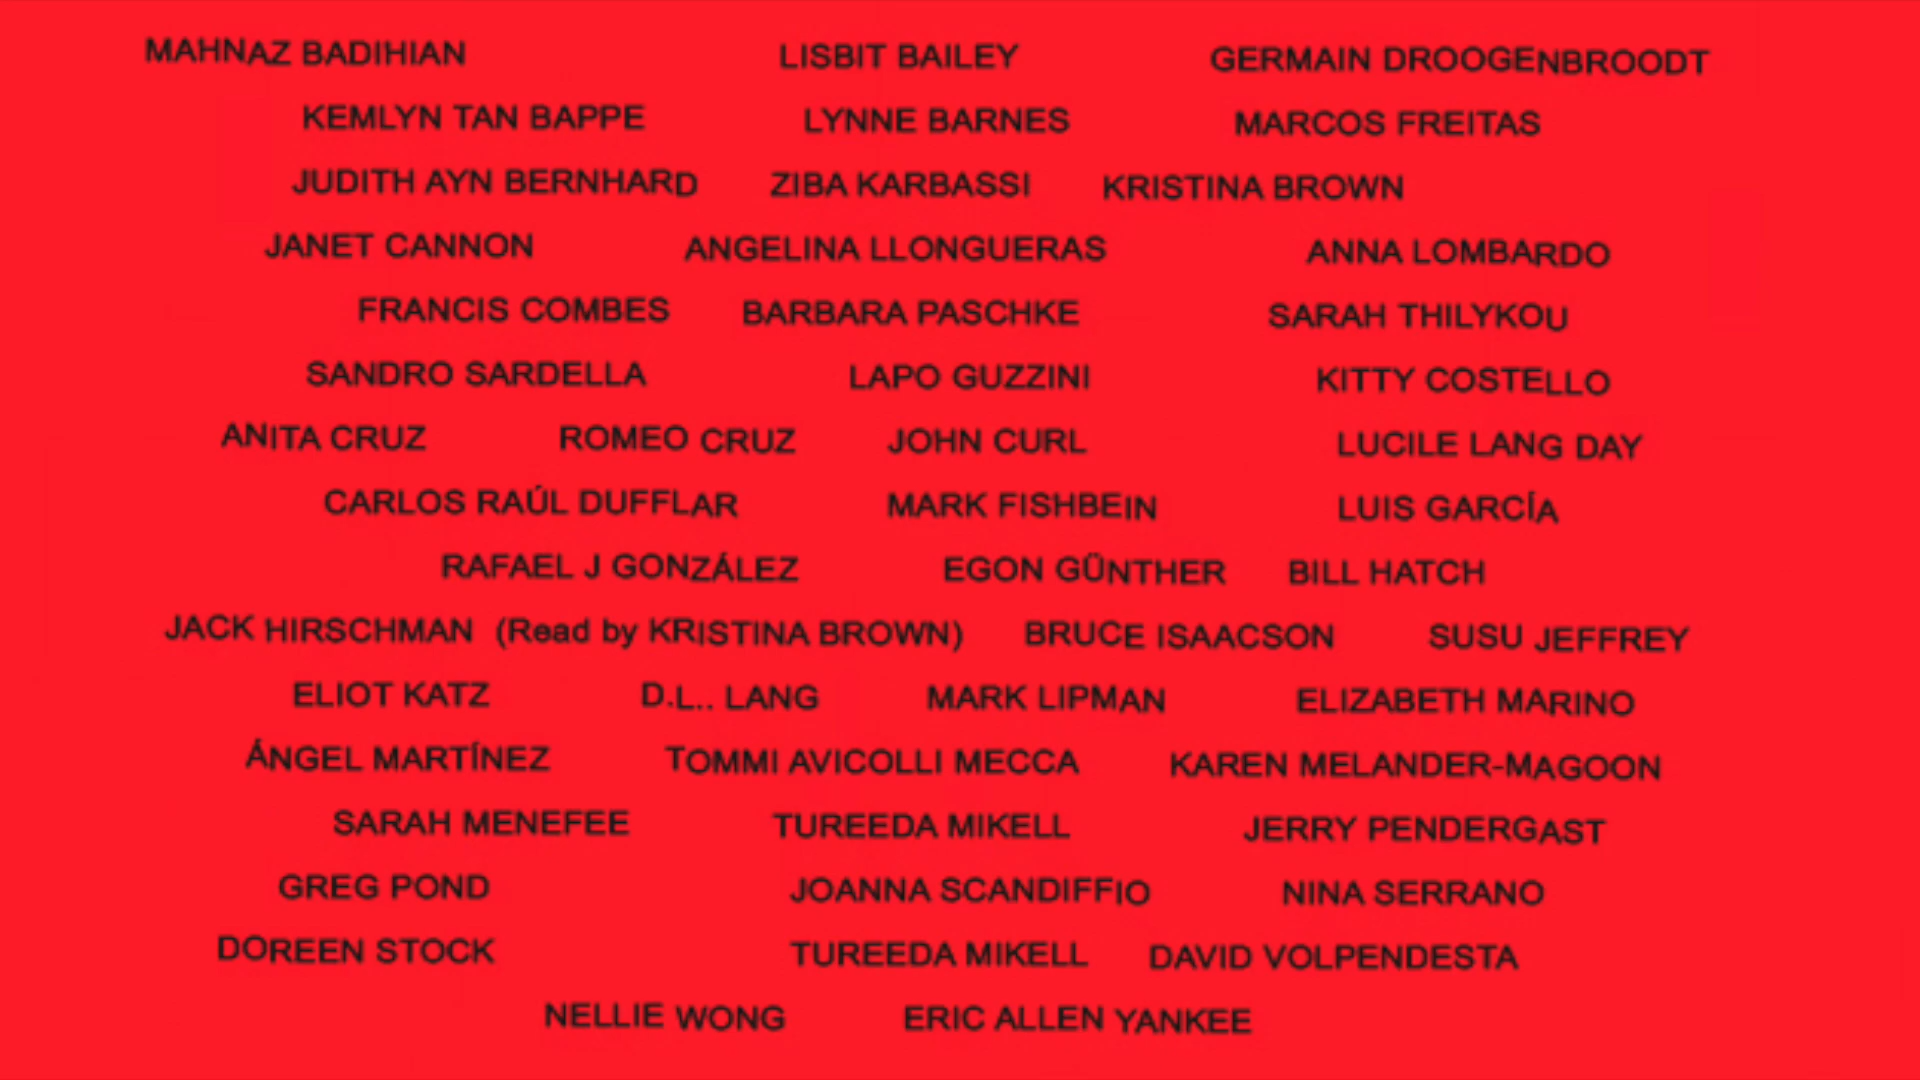 MAHNAZ BADIHIAN LISBIT BAILEY GERMAIN DROOGENBROODT
KEMLYN TAN BAPPE LYNNE BARNES MARCOS FREITAS
JUDITH AYN BERNHARD ZIBA KARBASSI KRISTINA BROWN
JANET CANNON ANGELINA LLONGUERAS ANNA LOMBARDO
FRANCIS COMBES BARBARA PASCHKE SARAH THILYKOU
SANDRO SARDELLA LAPO GUZZINI KITTY COSTELLO
ANITA CRUZ ROMEO CRUZ JOHN CURL LUCILE LANG DAY
CARLOS RAÚL DUFFLAR MARK FISHBEIN LUIS GARCÍA
RAFAEL J GONZÁLEZ EGON GÜNTHER BILL HATCH
JACK HIRSCHMAN (Read by KRISTINA BROWN) BRUCE ISAACSON SUSU JEFFREY
ELIOT KATZ D.L.. LANG MARK LIPMAN ELIZABETH MARINO
ÁNGEL MARTÍNEZ TOMMI AVICOLLI MECCA KAREN MELANDER-MAGOON
SARAH MENEFEE TUREEDA MIKELL JERRY PENDERGAST
GREG POND JOANNA SCANDIFFIO NINA SERRANO
DOREEN STOCK TUREEDA MIKELL DAVID VOLPENDESTA
NELLIE WONG ERIC ALLEN YANKEE